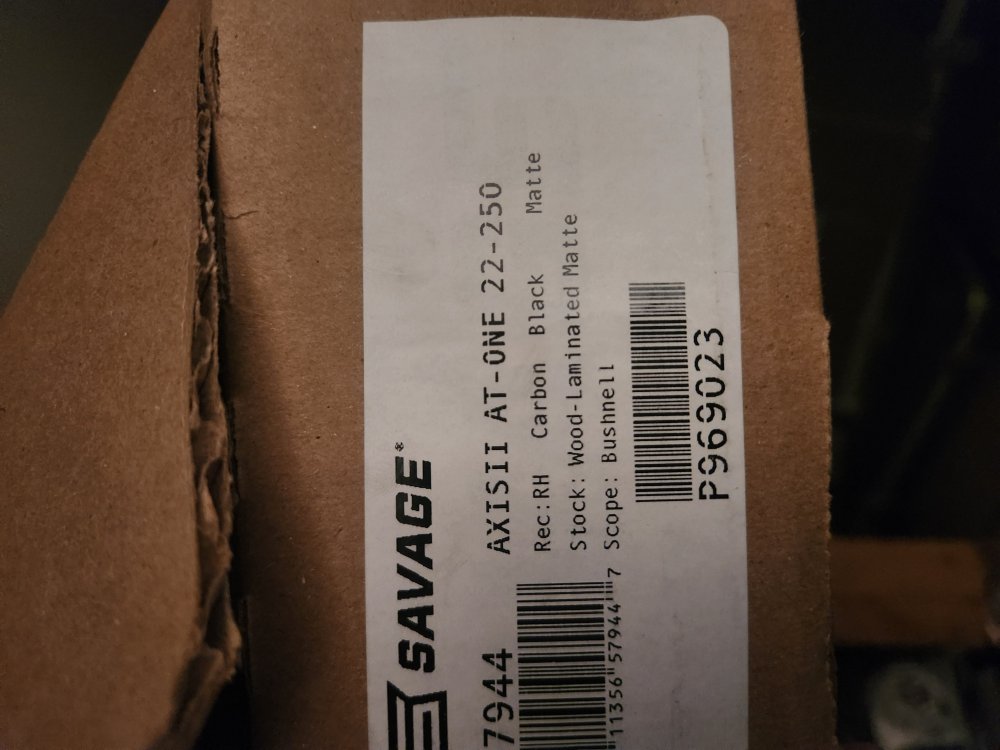 SAVAGE®
7944
AXISII AT-ONE 22-250
Rec:RH Carbon Black Matte
Stock: Wood-Laminated Matte
11356 57944 7
Scope: Bushnell
P969023